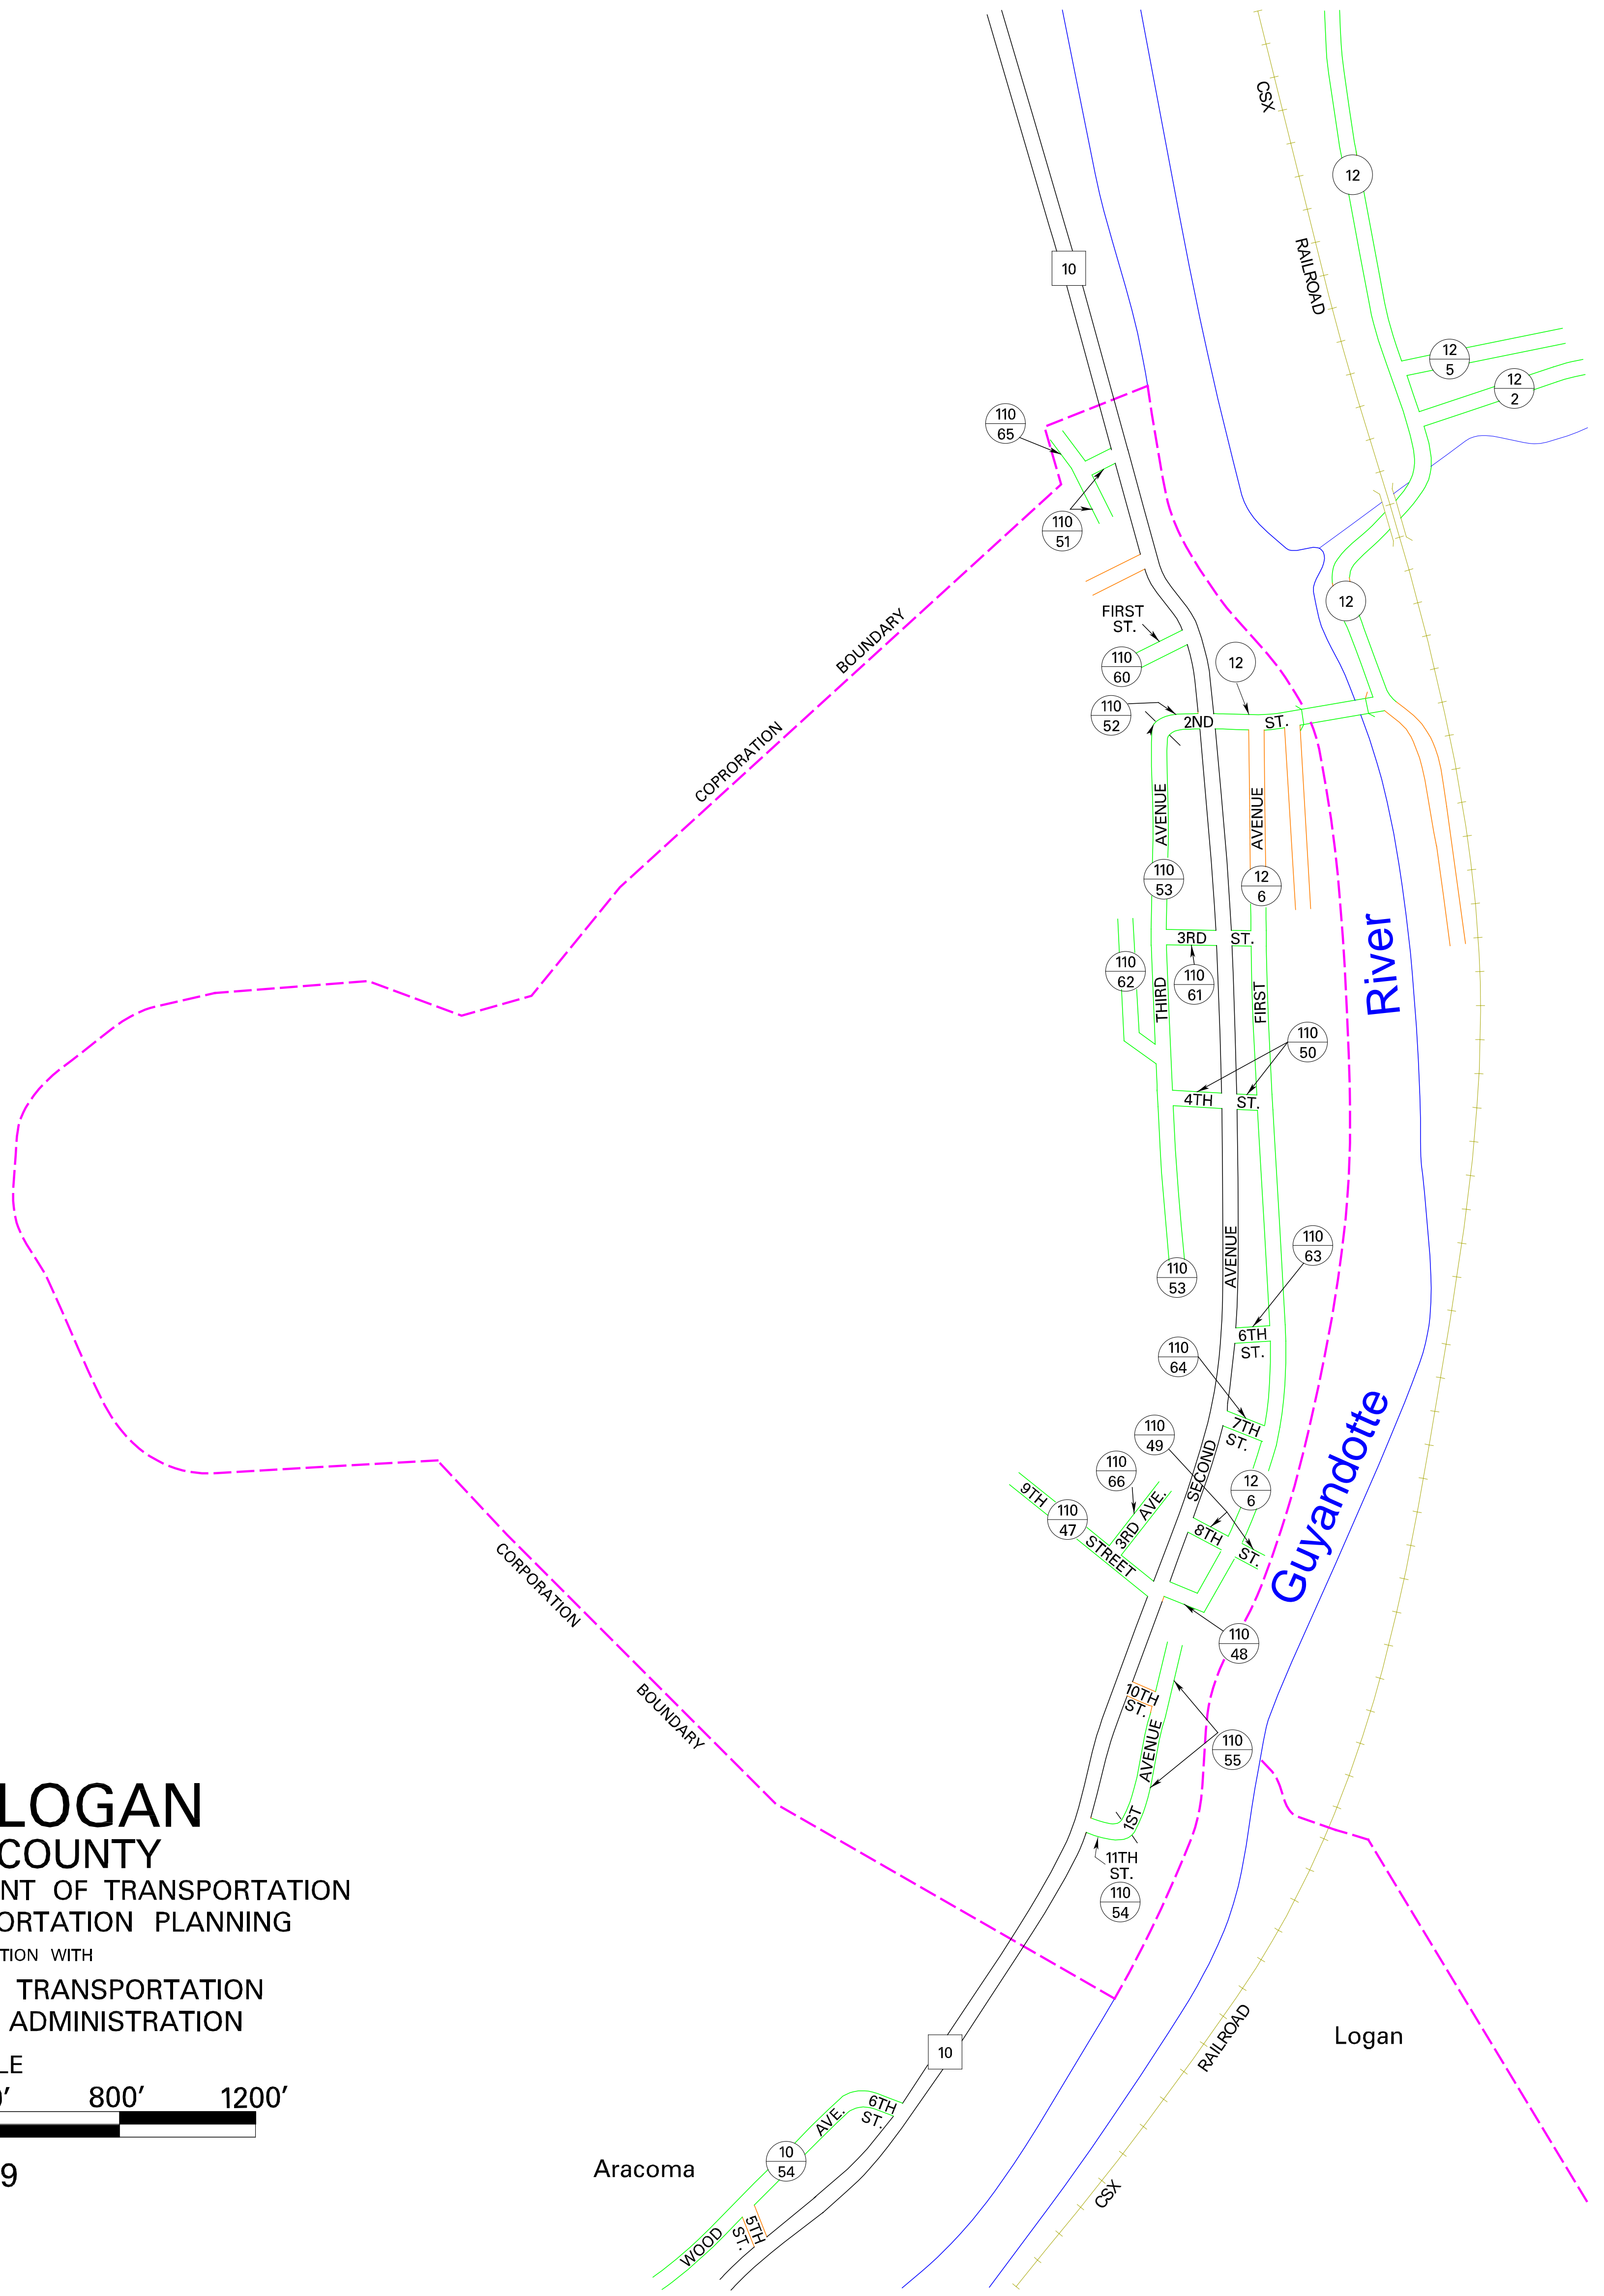 CSX
12
10
RAILROAD
12
5
12
2
110
65
110
51
FIRST
ST.
110
60
12
12
110
52
2ND
ST.
BOUNDARY
COPRORATION
AVENUE
AVENUE
110
53
12
6
3RD
ST.
110
62
110
61
THIRD
FIRST
River
110
50
4TH
ST.
AVENUE
110
63
110
53
6TH
ST.
110
64
7TH
ST.
110
49
SECOND
110
66
12
6
9TH
110
47
STREET
3RD AVE.
8TH
ST.
Guyandotte
CORPORATION
BOUNDARY
110
48
10TH
ST.
AVENUE
110
55
1ST
11TH
ST.
110
54
LOGAN
COUNTY
NT OF TRANSPORTATION
ORTATION PLANNING
TION WITH
TRANSPORTATION
ADMINISTRATION
LE
0'
800'
1200'
9
10
RAILROAD
Logan
6TH
ST.
AVE.
10
54
Aracoma
CSX
5TH
ST.
WOOD